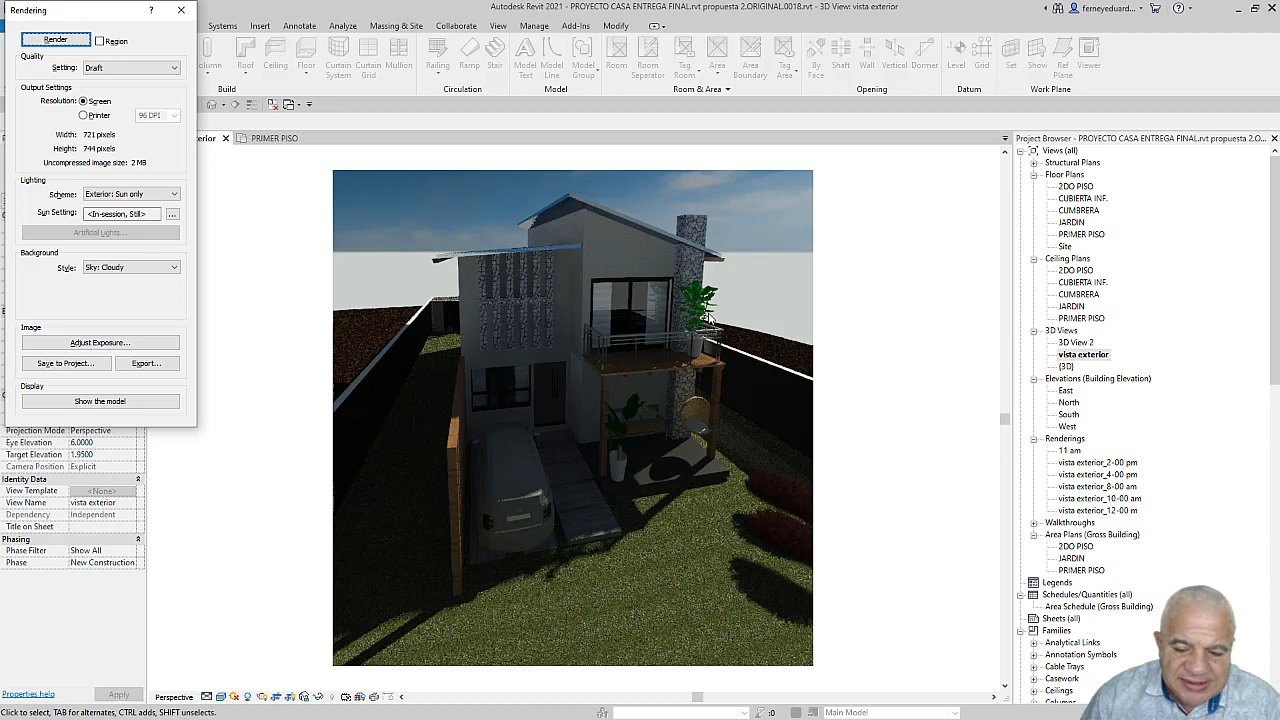 Rendering
?
Autodesk Revit 2021 - PROYECTO CASA ENTREGA FINAL.rvt propuesta 2.ORIGINAL.0018.rvt - 3D View: vista exterior
ferneyeduard...
Systems Insert Annotate Analyze Massing & Site Collaborate View Manage Add-Ins Modify
Render
Region
Column Roof Ceiling Floor Curtain System Curtain Grid Mullion Railing Ramp Stair Model Text Model Line Model Group Room Room Separator Tag Room Area Area Boundary Tag Area By Face Shaft Wall Vertical Dormer Level Grid Set Show Ref Plane Viewer
Build Circulation Model Room & Area Opening Datum Work Plane
Quality
Setting: Draft
Output Settings
Resolution: Screen
Printer 96 DPI
Width: 721 pixels
Height: 744 pixels
Uncompressed image size: 2 MB
Lighting
Scheme: Exterior: Sun only
Sun Setting: <In-session, Still> ...
Artificial Lights...
Background
Style: Sky: Cloudy
Image
Adjust Exposure...
Save to Project... Export...
Display
Show the model
PRIMER PISO
Projection Mode Perspective
Eye Elevation 6.0000
Target Elevation 1.9500
Camera Position Explicit
Identity Data
View Template <None>
View Name vista exterior
Dependency Independent
Title on Sheet
Phasing
Phase Filter Show All
Phase New Construction
Properties help Apply
Perspective
Click to select, TAB for alternates, CTRL adds, SHIFT unselects.
:0
Main Model
Project Browser - PROYECTO CASA ENTREGA FINAL.rvt propuesta 2.O...
Views (all)
Structural Plans
Floor Plans
2DO PISO
CUBIERTA INF.
CUMBRERA
JARDIN
PRIMER PISO
Site
Ceiling Plans
2DO PISO
CUBIERTA INF.
CUMBRERA
JARDIN
PRIMER PISO
3D Views
3D View 2
vista exterior
{3D}
Elevations (Building Elevation)
East
North
South
West
Renderings
11 am
vista exterior_2-00 pm
vista exterior_4-00 pm
vista exterior_8-00 am
vista exterior_10-00 am
vista exterior_12-00 m
Walkthroughs
Area Plans (Gross Building)
2DO PISO
JARDIN
PRIMER PISO
Legends
Schedules/Quantities (all)
Area Schedule (Gross Building)
Sheets (all)
Families
Analytical Links
Annotation Symbols
Cable Trays
Casework
Ceilings